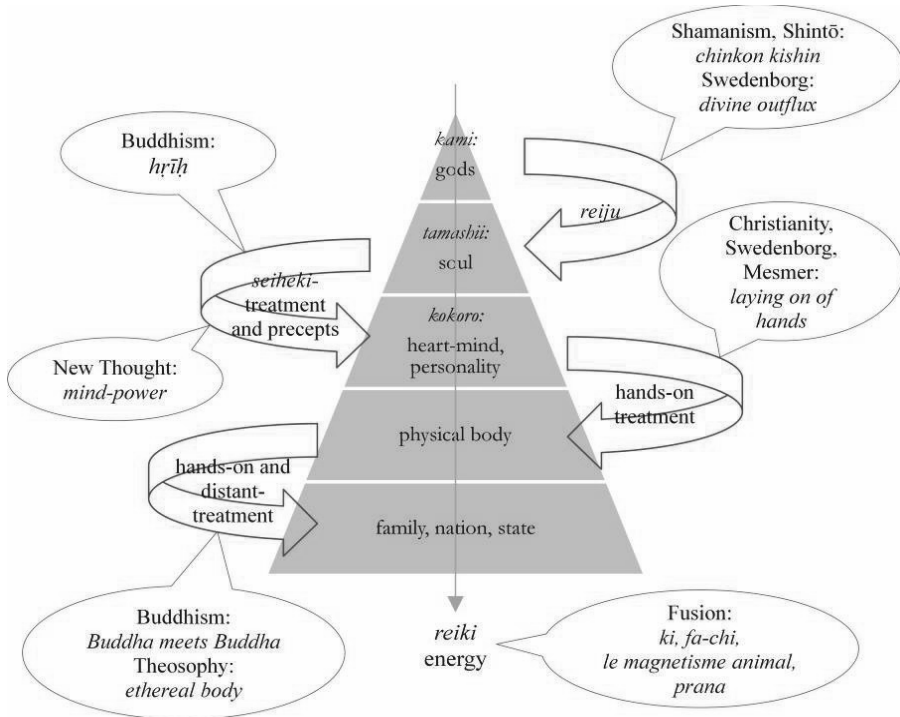 Shamanism, Shintō:
chinkon kishin
Swedenborg:
divine outflux
Buddhism:
hṛīḥ
kami:
gods
reiju
tamashii:
soul
Christianity,
Swedenborg,
Mesmer:
laying on of
hands
seiheki-
treatment
and precepts
kokoro:
heart-mind,
personality
New Thought:
mind-power
hands-on
treatment
physical body
hands-on and
distant-
treatment
family, nation, state
Buddhism:
Buddha meets Buddha
Theosophy:
ethereal body
reiki
energy
Fusion:
ki, fa-chi,
le magnetisme animal,
prana